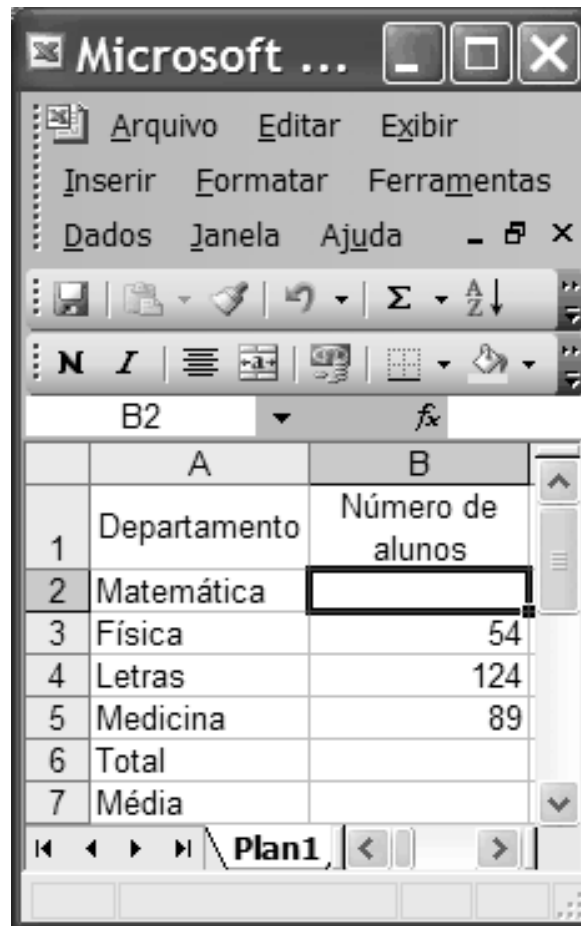 Microsoft ...
Arquivo Editar Exibir
Inserir Formatar Ferramentas
Dados Janela Ajuda
Σ A Z
N I a
B2 fx
A B
1 Departamento Número de alunos
2 Matemática
3 Física 54
4 Letras 124
5 Medicina 89
6 Total
7 Média
Plan1